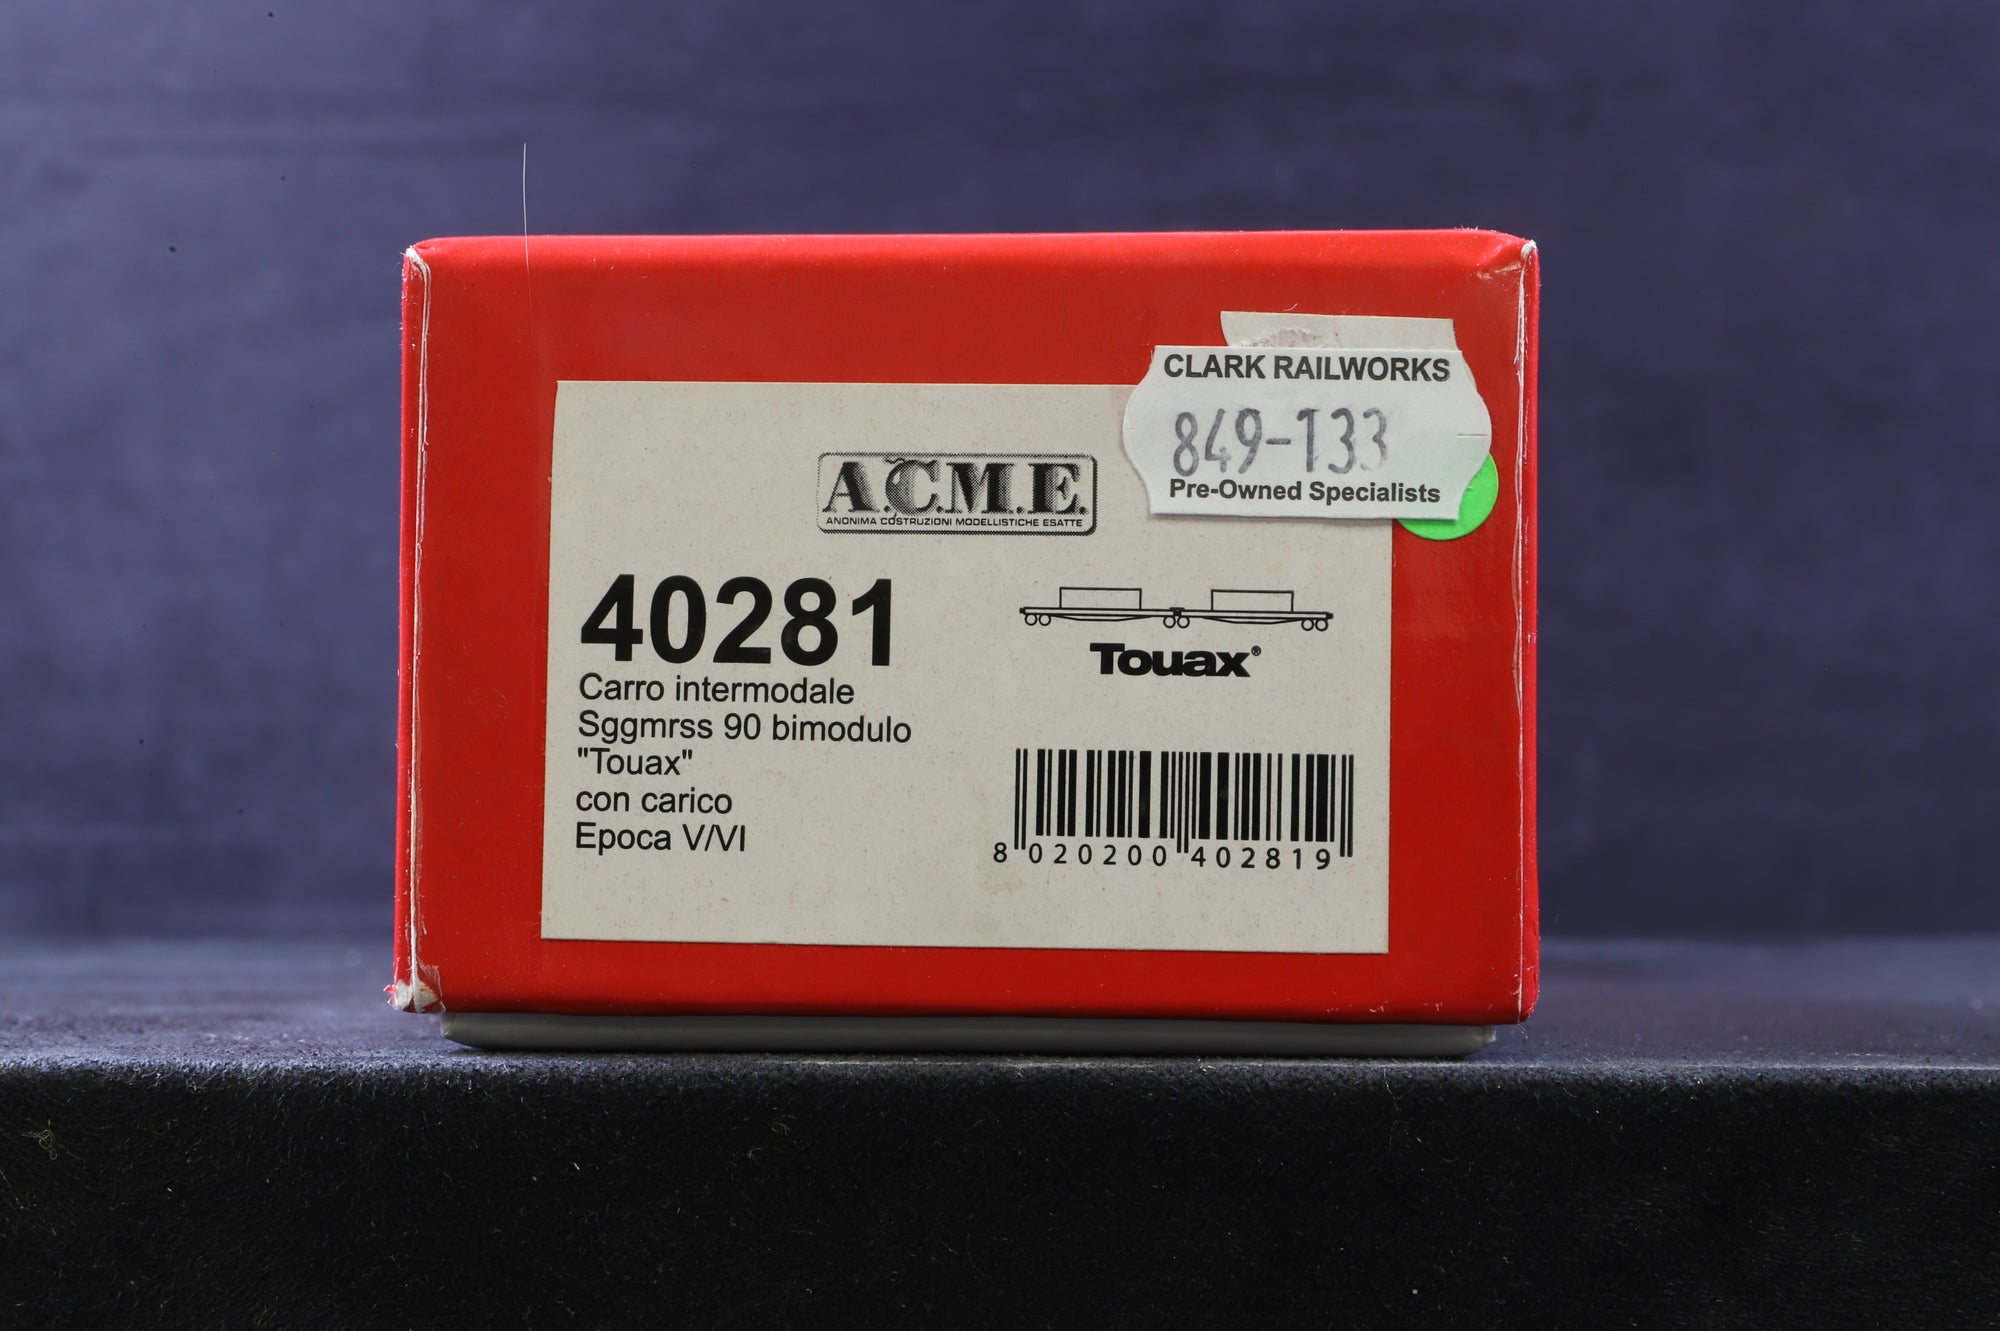 CLARK RAILWORKS
849-133
Pre-Owned Specialists
A.C.M.E.
ANONIMA COSTRUZIONI MODELLISTICHE ESATTE
40281
Carro intermodale
Sggmrss 90 bimodulo
"Touax"
con carico
Epoca V/VI
Touax®
8 020200 402819